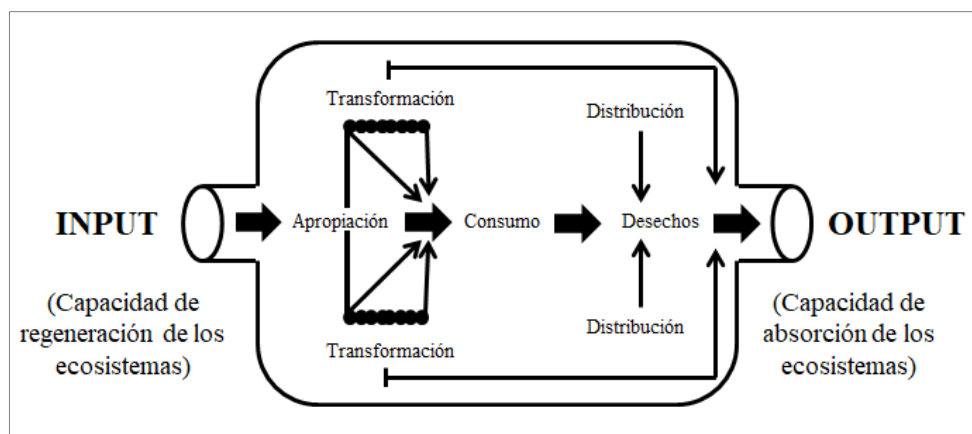 Transformación
Distribución
INPUT
Apropiación
Consumo
Desechos
OUTPUT
(Capacidad de
regeneración de los
ecosistemas)
(Capacidad de
absorción de los
ecosistemas)
Distribución
Transformación